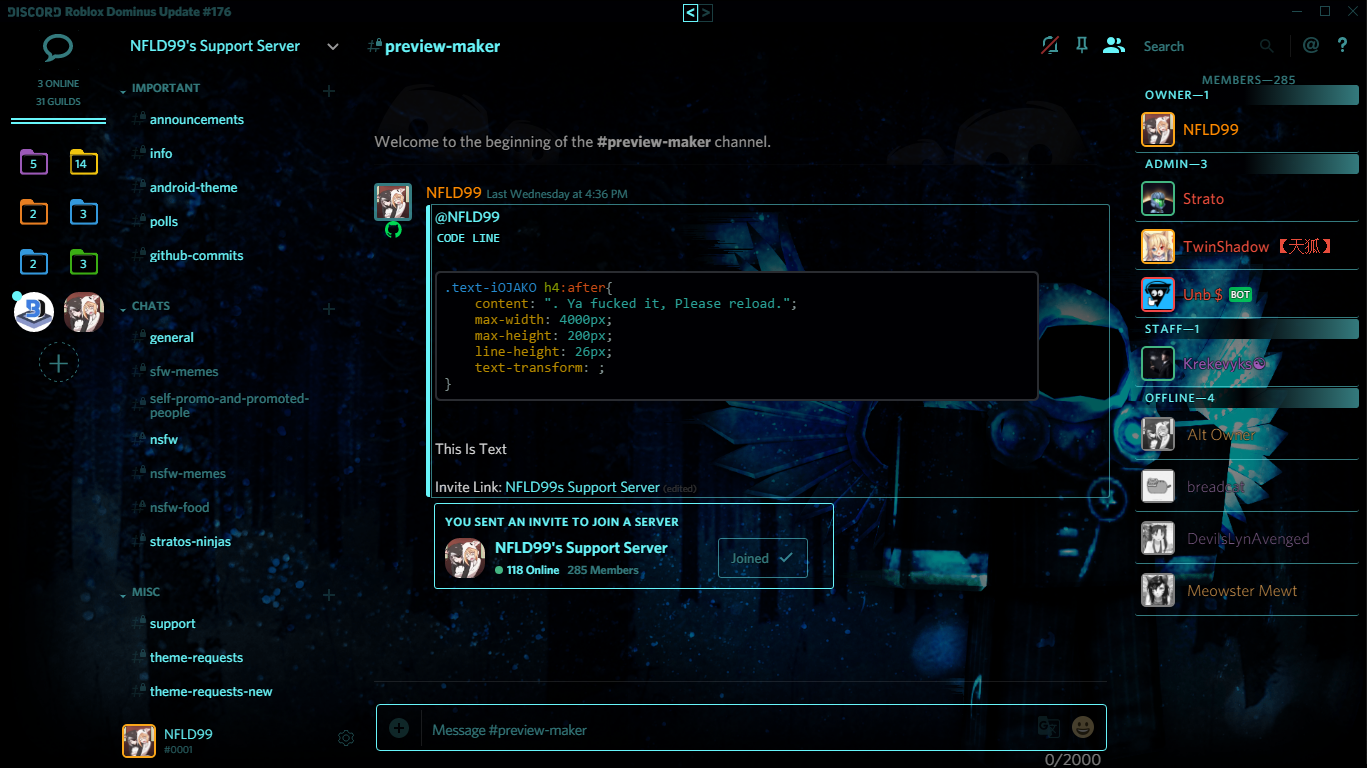 DISCORD Roblox Dominus Update #176
<>
NFLD99's Support Server
#preview-maker
Search
@
?
3 ONLINE
31 GUILDS
5
14
2
3
2
3
IMPORTANT
announcements
info
android-theme
polls
github-commits
CHATS
general
sfw-memes
self-promo-and-promoted-
people
nsfw
nsfw-memes
nsfw-food
stratos-ninjas
MISC
support
theme-requests
theme-requests-new
NFLD99
#0001
Welcome to the beginning of the #preview-maker channel.
NFLD99 Last Wednesday at 4:36 PM
@NFLD99
CODE LINE
.text-iOJAKO h4:after{
content: ". Ya fucked it, Please reload.";
max-width: 4000px;
max-height: 200px;
line-height: 26px;
text-transform: ;
}
This Is Text
Invite Link: NFLD99s Support Server (edited)
YOU SENT AN INVITE TO JOIN A SERVER
NFLD99's Support Server
118 Online 285 Members
Joined
Message #preview-maker
0/2000
MEMBERS—285
OWNER—1
NFLD99
ADMIN—3
Strato
TwinShadow 【天狐】
Unb $ BOT
STAFF—1
Krekeyyks☯
OFFLINE—4
Alt Owner
breadcat
DevilsLynAvenged
Meowster Mewt